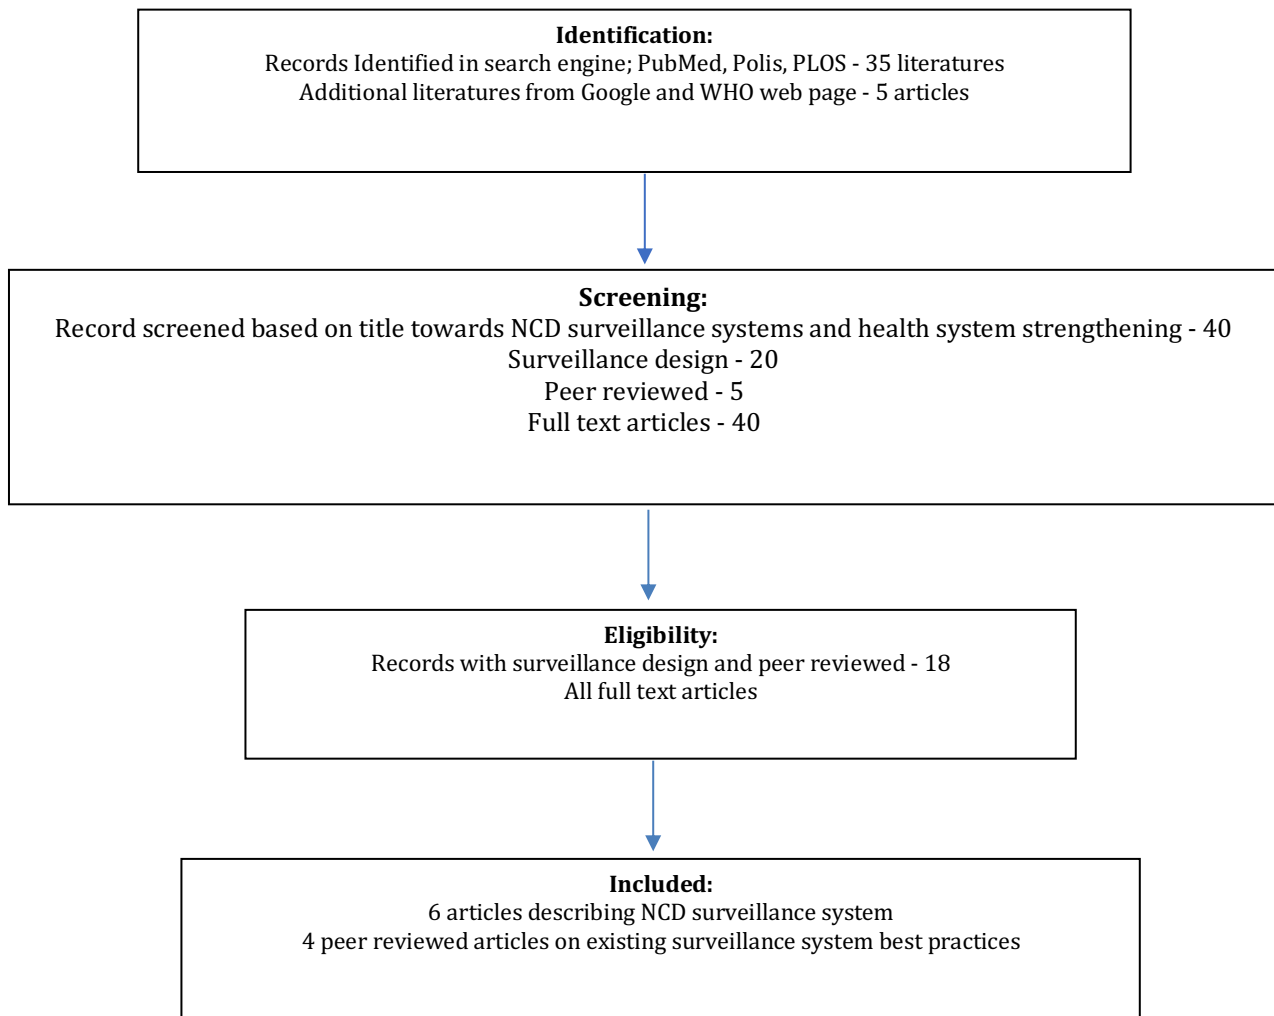 Identification:
Records Identified in search engine; PubMed, Polis, PLOS - 35 literatures
Additional literatures from Google and WHO web page - 5 articles
Screening:
Record screened based on title towards NCD surveillance systems and health system strengthening - 40
Surveillance design - 20
Peer reviewed - 5
Full text articles - 40
Eligibility:
Records with surveillance design and peer reviewed - 18
All full text articles
Included:
6 articles describing NCD surveillance system
4 peer reviewed articles on existing surveillance system best practices